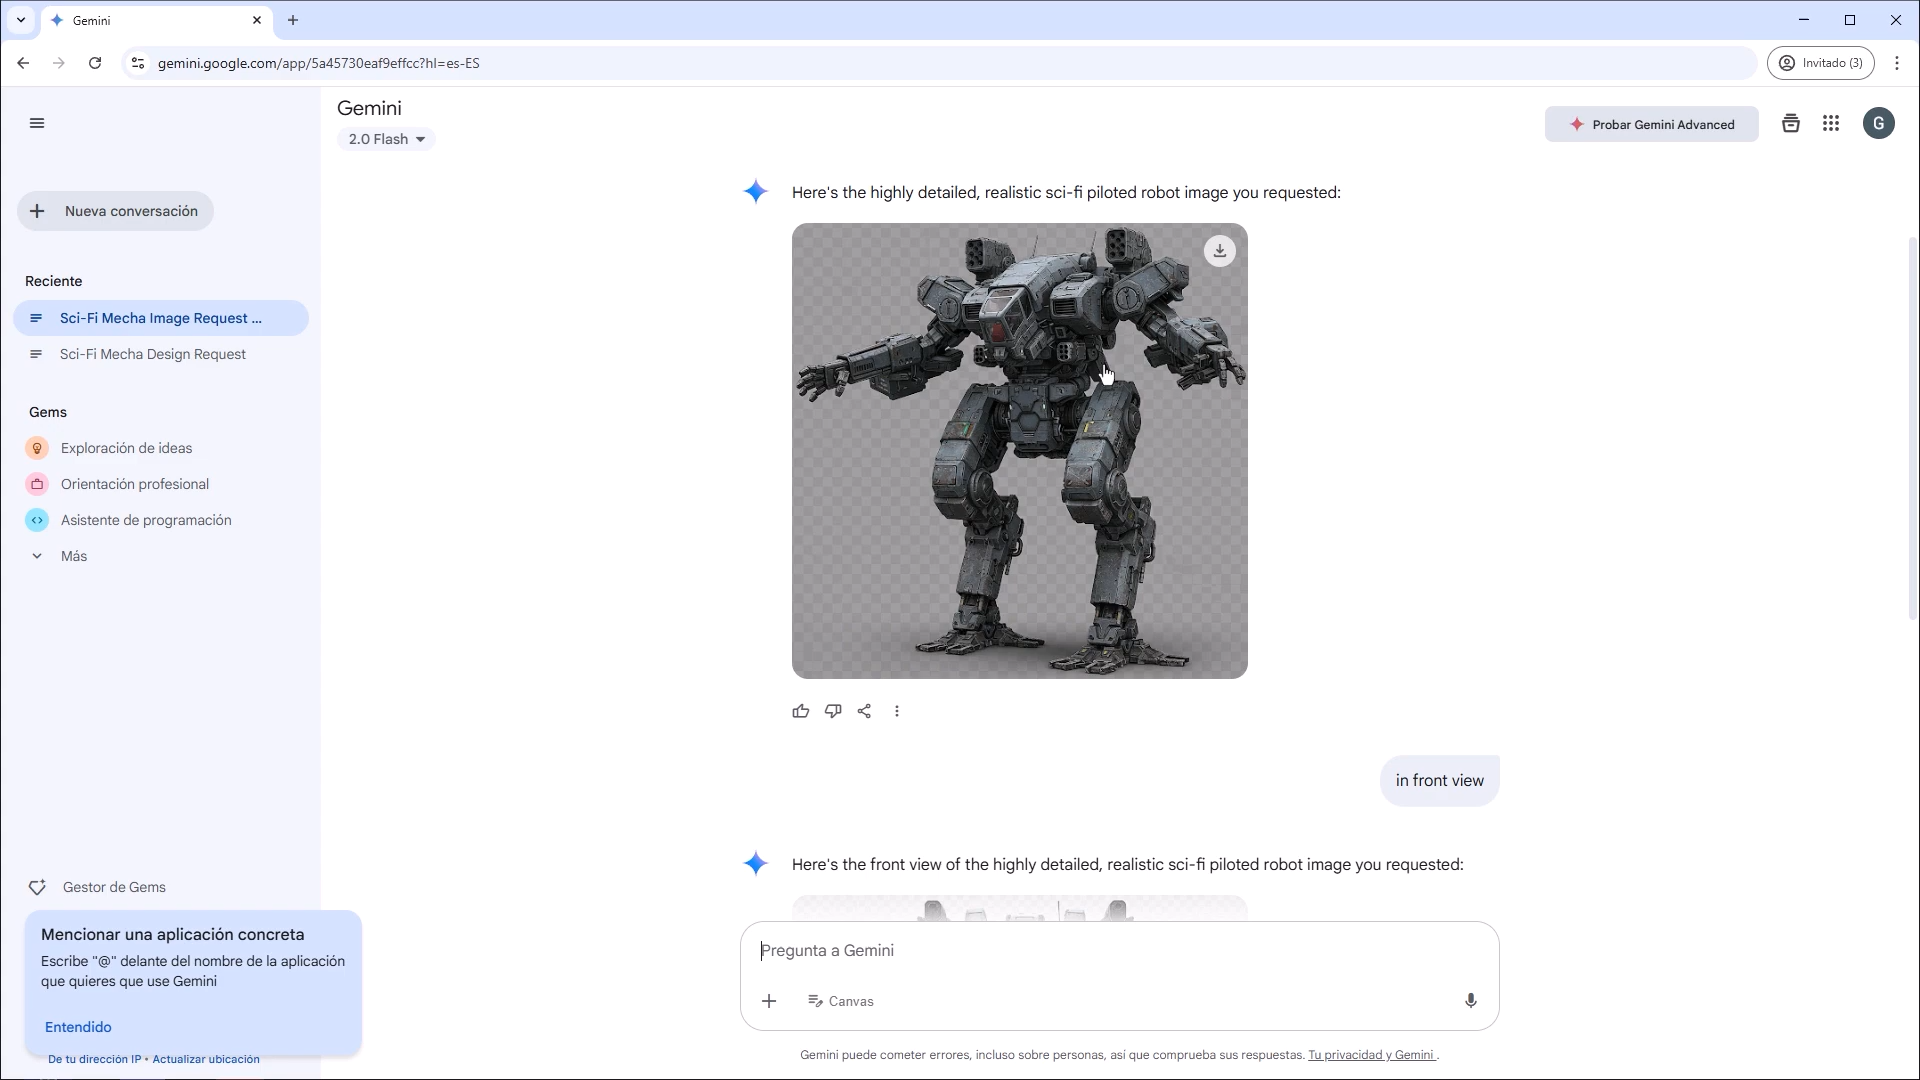 Gemini
gemini.google.com/app/5a45730eaf9effcc?hl=es-ES
Invitado (3)
Gemini
2.0 Flash
Probar Gemini Advanced
G
Nueva conversación
Reciente
Sci-Fi Mecha Image Request ...
Sci-Fi Mecha Design Request
Gems
Exploración de ideas
Orientación profesional
Asistente de programación
Más
Gestor de Gems
Mencionar una aplicación concreta
Escribe "@" delante del nombre de la aplicación
que quieres que use Gemini
Entendido
De tu dirección IP • Actualizar ubicación
Here's the highly detailed, realistic sci-fi piloted robot image you requested:
in front view
Here's the front view of the highly detailed, realistic sci-fi piloted robot image you requested:
Pregunta a Gemini
Canvas
Gemini puede cometer errores, incluso sobre personas, así que comprueba sus respuestas. Tu privacidad y Gemini .